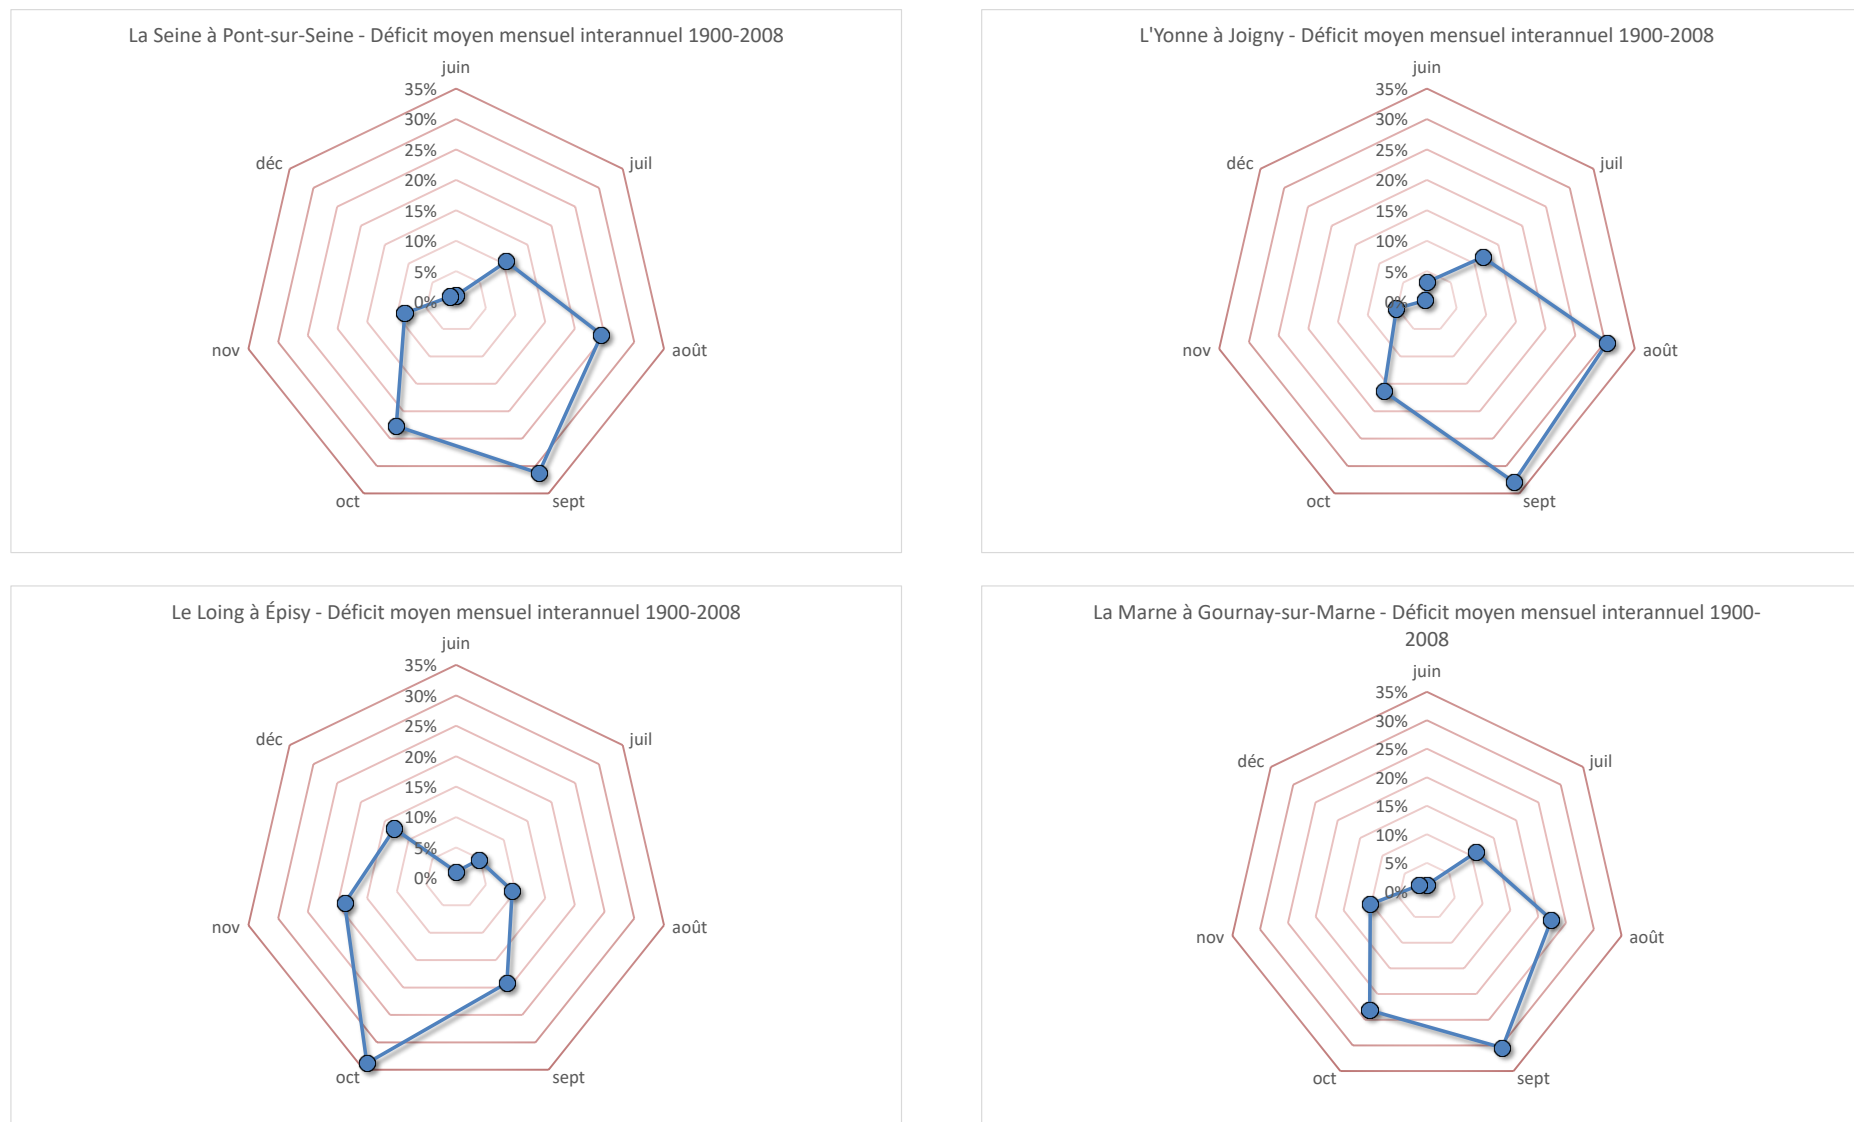 La Seine à Pont-sur-Seine - Déficit moyen mensuel interannuel 1900-2008
juin
35%
30%
25%
20%
15%
10%
5%
0%
déc
juil
nov
août
oct
sept
L'Yonne à Joigny - Déficit moyen mensuel interannuel 1900-2008
juin
35%
30%
25%
20%
15%
10%
5%
0%
déc
juil
nov
août
oct
sept
Le Loing à Épisy - Déficit moyen mensuel interannuel 1900-2008
juin
35%
30%
25%
20%
15%
10%
5%
0%
déc
juil
nov
août
oct
sept
La Marne à Gournay-sur-Marne - Déficit moyen mensuel interannuel 1900-
2008
juin
35%
30%
25%
20%
15%
10%
5%
0%
déc
juil
nov
août
oct
sept